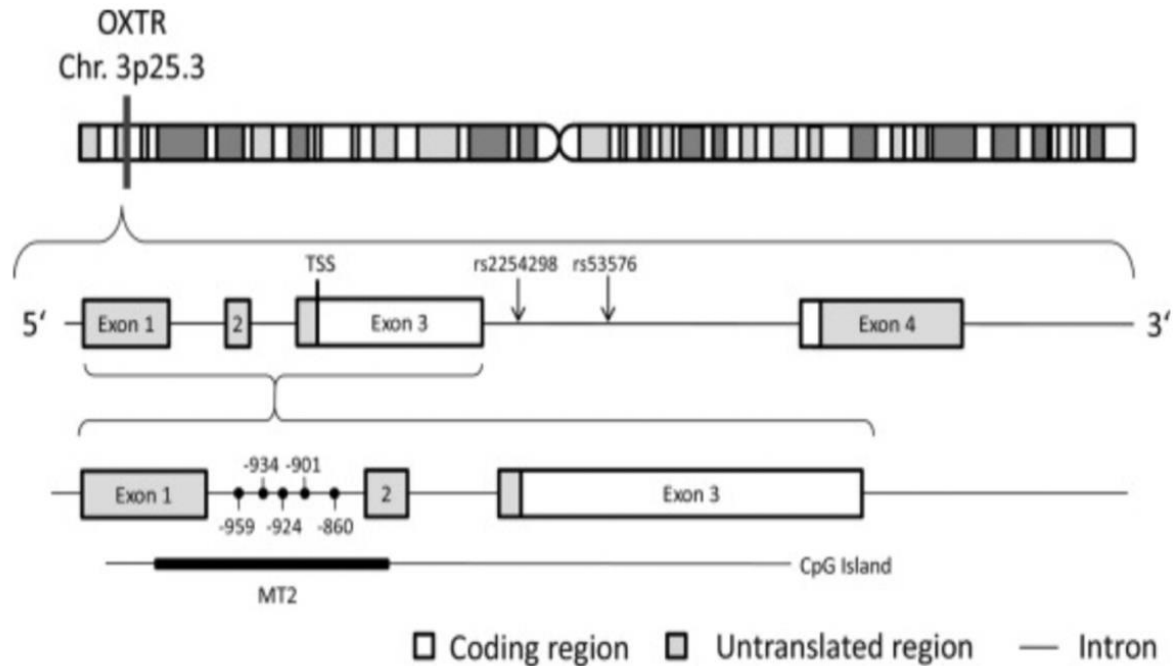 OXTR
Chr. 3p25.3
TSS
rs2254298 rs53576
5‘ Exon 1 2 Exon 3 Exon 4 3‘
-934 -901
Exon 1 2 Exon 3
-959 -924 -860
CpG Island
MT2
Coding region Untranslated region Intron